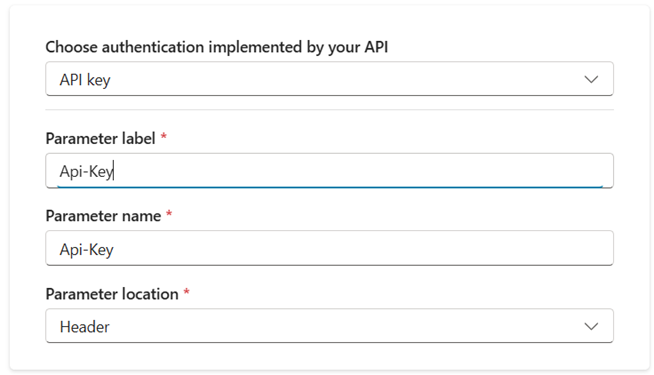 Choose authentication implemented by your API
API key
Parameter label *
Api-Key
Parameter name *
Api-Key
Parameter location *
Header